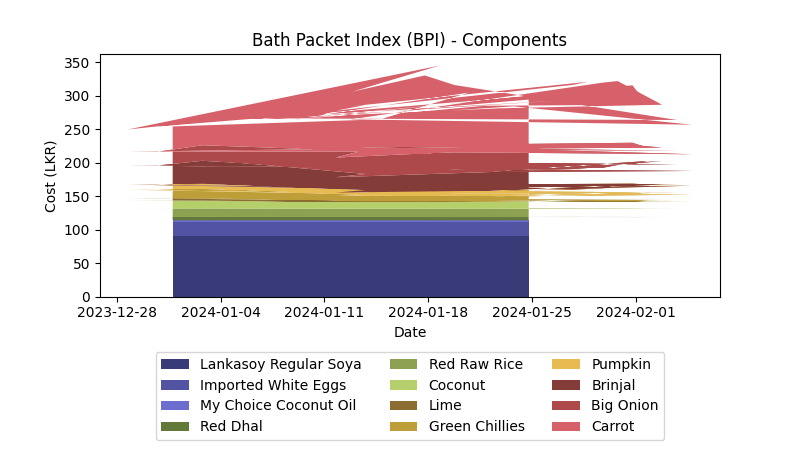 Bath Packet Index (BPI) - Components
Cost (LKR)
350
300
250
200
150
100
50
0
2023-12-28 2024-01-04 2024-01-11 2024-01-18 2024-01-25 2024-02-01
Date
Lankasoy Regular Soya
Imported White Eggs
My Choice Coconut Oil
Red Dhal
Red Raw Rice
Coconut
Lime
Green Chillies
Pumpkin
Brinjal
Big Onion
Carrot